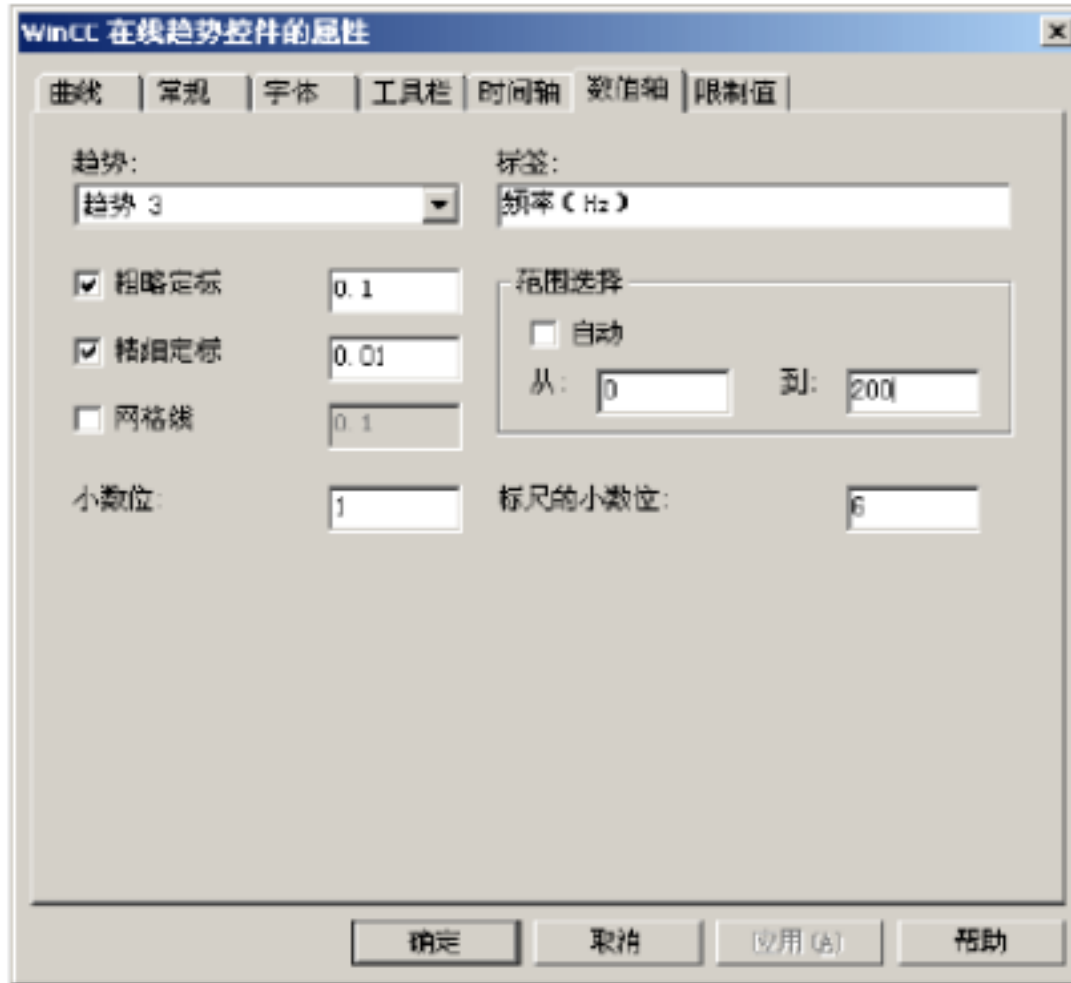 WinCC 在线趋势控件的属性
曲线 常规 字体 工具栏 时间轴 数值轴 限制值
趋势: 标签:
趋势 3 频率(Hz)
粗略定标 0.1 范围选择
精细定标 0.01 自动
从: 0 到: 200
网格线 0.1
小数位: 1 标尺的小数位: 6
确定 取消 应用(A) 帮助